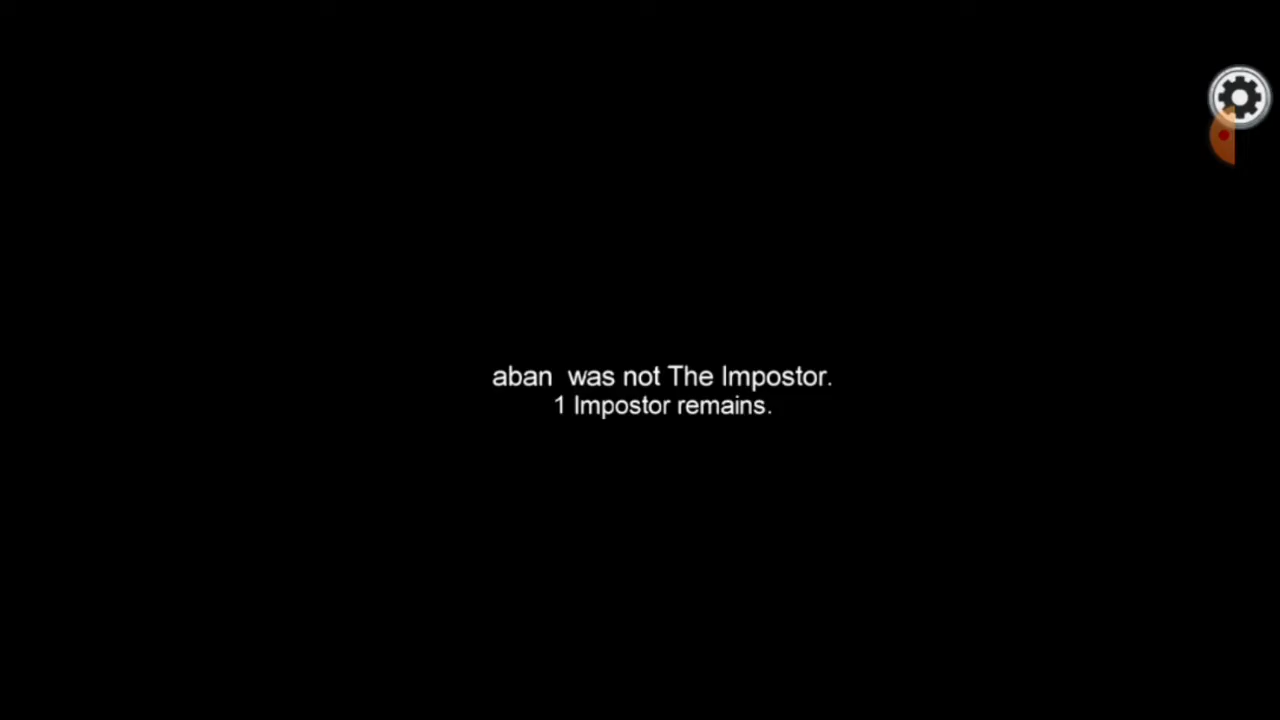 aban  was not The Impostor.
1 Impostor remains.